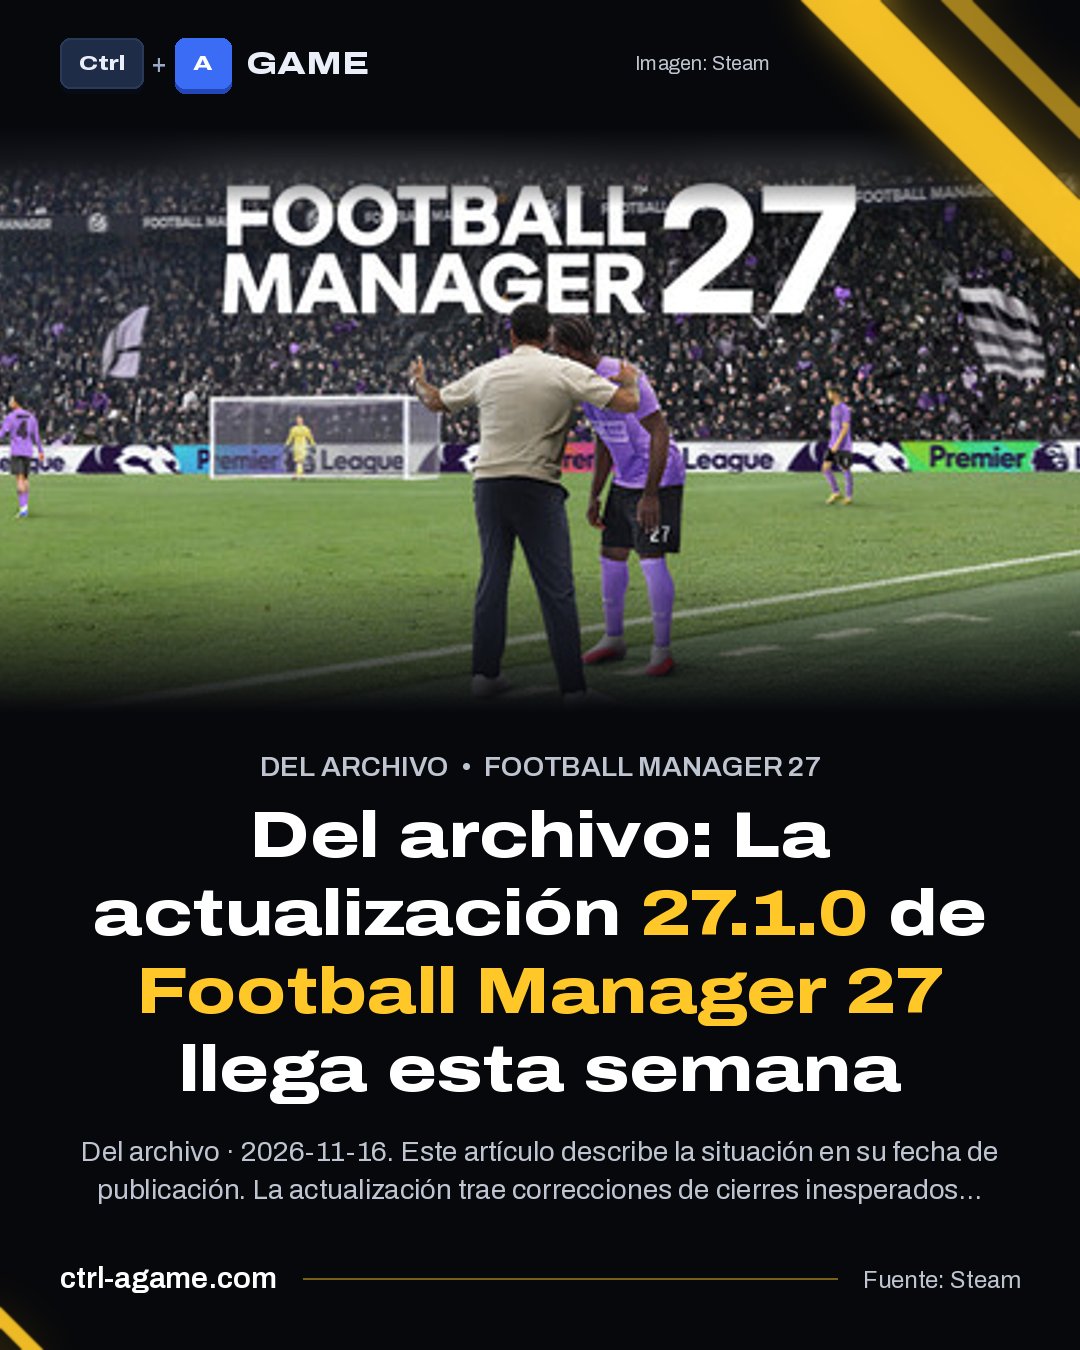 Ctrl + A GAME
Imagen: Steam
FOOTBALL MANAGER
FOOTBALL
MANAGER 27
Premier League
League
Premier
27
DEL ARCHIVO • FOOTBALL MANAGER 27
Del archivo: La
actualización 27.1.0 de
Football Manager 27
llega esta semana
Del archivo · 2026-11-16. Este artículo describe la situación en su fecha de
publicación. La actualización trae correcciones de cierres inesperados...
ctrl-agame.com
Fuente: Steam